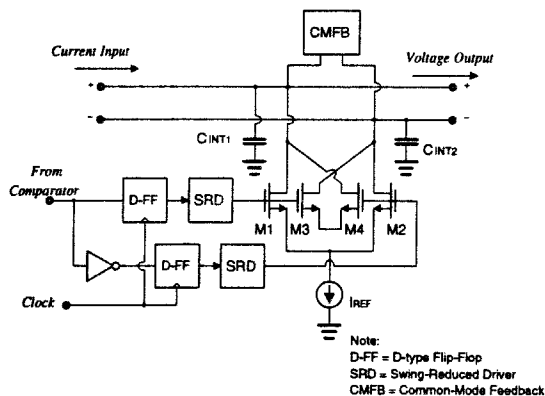 CMFB
Current Input
Voltage Output
+
+
-
-
CINT1
CINT2
From
Comparator
D-FF
SRD
M1
M3
M4
M2
D-FF
SRD
Clock
IREF
Note:
D-FF = D-type Flip-Flop
SRD = Swing-Reduced Driver
CMFB = Common-Mode Feedback